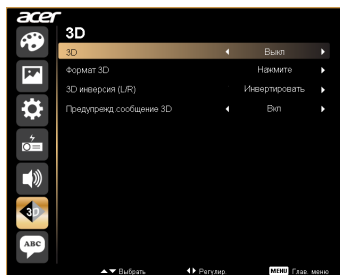 acer
3D
3D Выкл
Формат 3D Нажмите
3D инверсия (L/R) Инвертировать
Предупрежд.сообщение 3D Вкл
3D
ABC
Выбрать Регулир. MENU Глав. меню